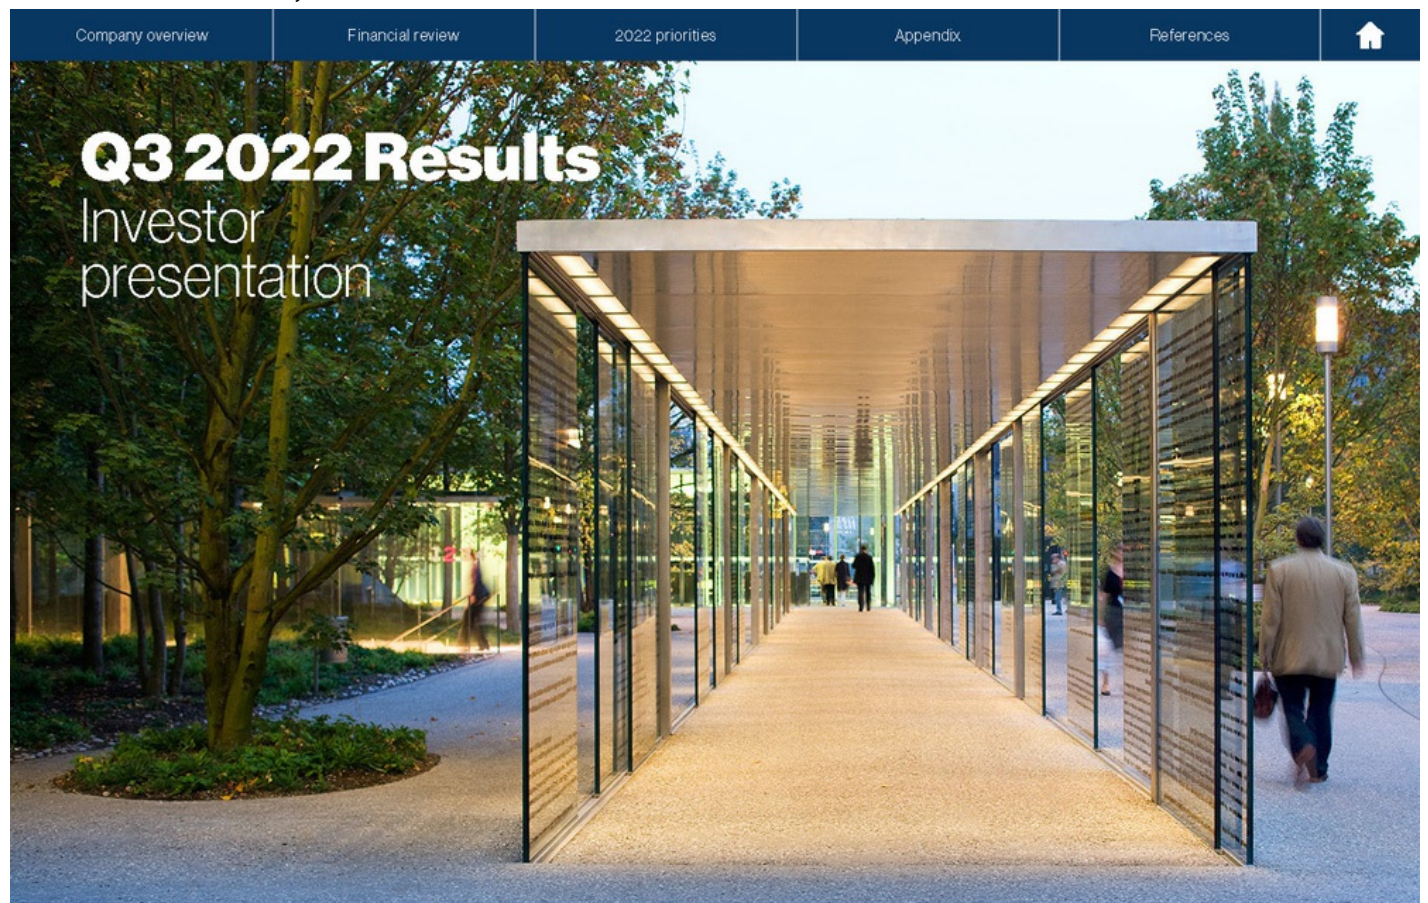 Company overview
Financial review
2022 priorities
Appendix
References
Q3 2022 Results
Investor
presentation